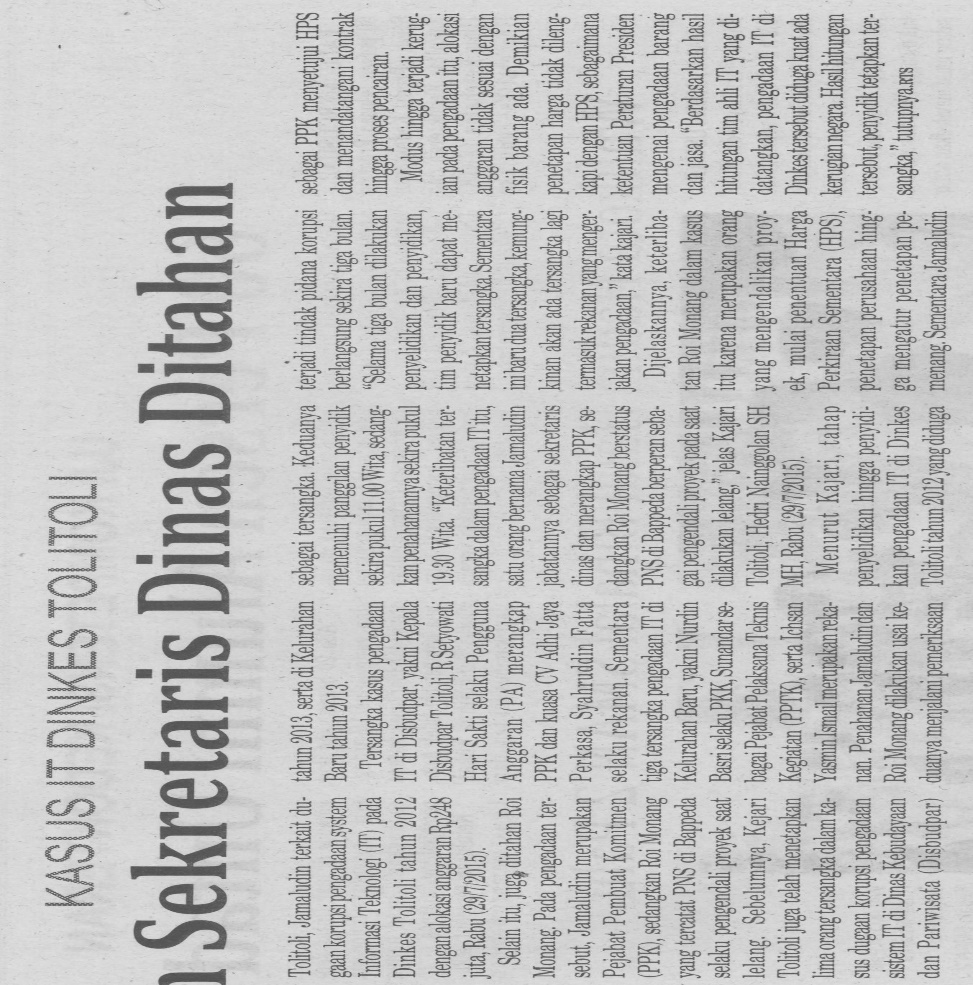 KASUS IT DINKES TOLITOLI
Sekretaris Dinas Ditahan
Tolitoli, Jamaludin terkait du-
gaan korupsi pengadaan system
Informasi Teknologi (IT) pada
Dinkes Tolitoli tahun 2012
dengan alokasi anggaran Rp248
juta, Rabu (29/7/2015).
Selain itu, juga ditahan Roi
Monang. Pada pengadaan ter-
sebut, Jamaludin merupakan
Pejabat Pembuat Komitmen
(PPK), sedangkan Roi Monang
yang tercatat PNS di Bappeda
selaku pengendali proyek saat
lelang. Sebelumnya, Kejari
Tolitoli juga telah menetapkan
lima orang tersangka dalam ka-
sus dugaan korupsi pengadaan
sistem IT di Dinas Kebudayaan
dan Pariwisata (Disbudpar)
tahun 2013, serta di Kelurahan
Baru tahun 2013.
Tersangka kasus pengadaan
IT di Disbudpar, yakni Kepala
Disbudpar Tolitoli, R Setyowati
Hari Sakti selaku Pengguna
Anggaran (PA) merangkap
PPK dan kuasa CV Adhi Jaya
Perkasa, Syahruddin Fatta
selaku rekanan. Sementara
tiga tersangka pengadaan IT di
Kelurahan Baru, yakni Nurdin
Basri selaku PKK, Sunandar se-
bagai Pejabat Pelaksana Teknis
Kegiatan (PPTK), serta Ichsan
Yasmin Ismail merupakan reka-
nan. Penahanan Jamaludin dan
Roi Monang dilakukan usai ke-
duanya menjalani pemeriksaan
sebagai tersangka. Keduanya
memenuhi panggilan penyidik
sekira pukul 11.00 Wita, sedang-
kan penahanannya sekira pukul
19.30 Wita. “Keterlibatan ter-
sangka dalam pengadaan IT itu,
satu orang bernama Jamaludin
jabatannya sebagai sekretaris
dinas dan merangkap PPK, se-
dangkan Roi Monang berstatus
PNS di Bappeda berperan seba-
gai pengendali proyek pada saat
dilakukan lelang,” jelas Kajari
Tolitoli, Hedri Nainggolan SH
MH, Rabu (29/7/2015).
Menurut Kajari, tahap
penyelidikan hingga penyidi-
kan pengadaan IT di Dinkes
Tolitoli tahun 2012 yang diduga
terjadi tindak pidana korupsi
berlangsung sekira tiga bulan.
“Selama tiga bulan dilakukan
penyelidikan dan penyidikan,
tim penyidik baru dapat me-
netapkan tersangka. Sementara
ini baru dua tersangka, kemung-
kinan akan ada tersangka lagi
termasuk rekanan yang menger-
jakan pengadaan,” kata kajari.
Dijelaskannya, keterliba-
tan Roi Monang dalam kasus
itu karena merupakan orang
yang mengendalikan proy-
ek, mulai penentuan Harga
Perkiraan Sementara (HPS),
penetapan perusahaan hing-
ga mengatur penetapan pe-
menang. Sementara Jamaludin
sebagai PPK menyetujui HPS
dan menandatangani kontrak
hingga proses pencairan.
Modus hingga terjadi kerug-
ian pada pengadaan itu, alokasi
anggaran tidak sesuai dengan
fisik barang ada. Demikian
penetapan harga tidak dileng-
kapi dengan HPS, sebagaimana
ketentuan Peraturan Presiden
mengenai pengadaan barang
dan jasa. “Berdasarkan hasil
hitungan tim ahli IT yang di-
datangkan, pengadaan IT di
Dinkes tersebut diduga kuat ada
kerugian negara. Hasil hitungan
tersebut, penyidik tetapkan ter-
sangka,” tutupnya.